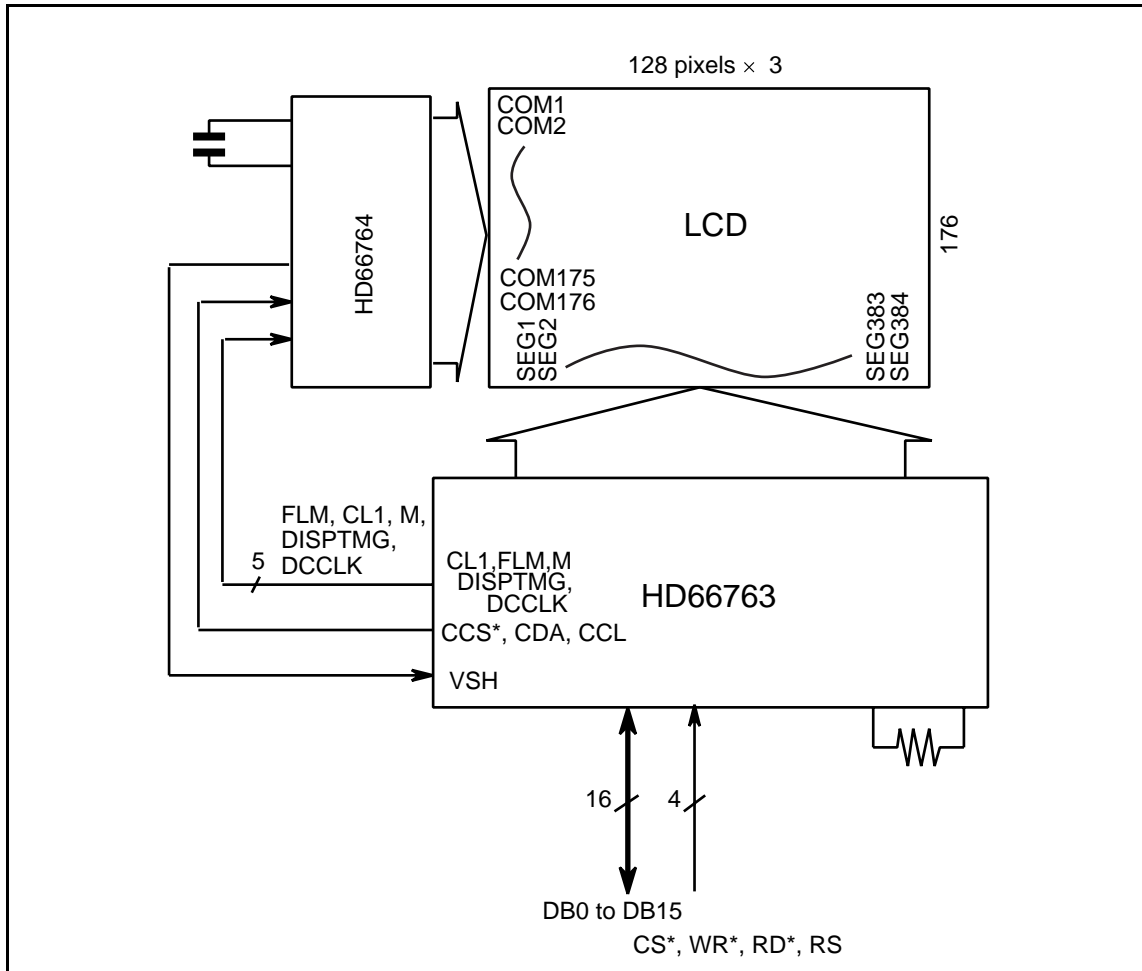 128 pixels × 3
COM1
COM2
HD66764
LCD
176
COM175
COM176
SEG1
SEG2
SEG383
SEG384
FLM, CL1, M,
DISPTMG,
DCCLK
5
CL1,FLM,M
DISPTMG,
DCCLK
HD66763
CCS*, CDA, CCL
VSH
16
4
DB0 to DB15
CS*, WR*, RD*, RS